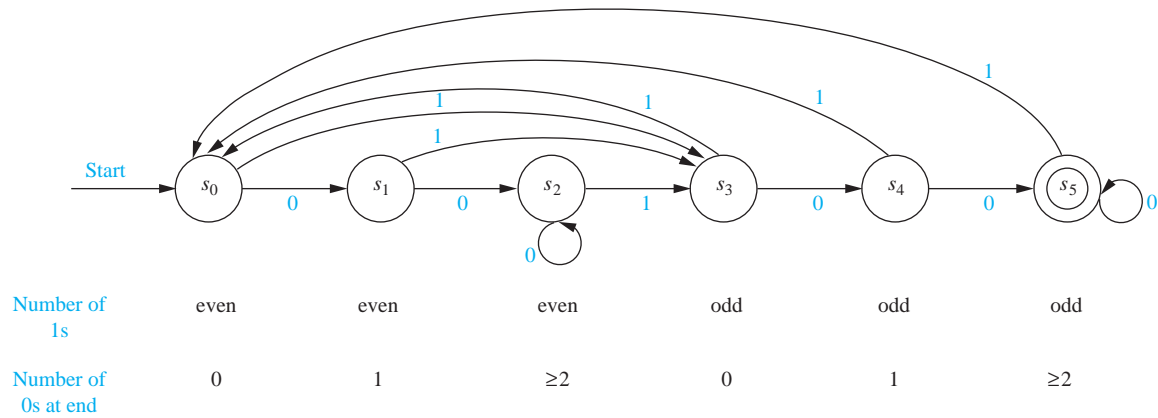 1
1
1
1
1
Start
s0
s1
s2
s3
s4
s5
0
0
1
0
0
0
0
Number of even even even odd odd odd
1s
Number of 0 1 ≥2 0 1 ≥2
0s at end